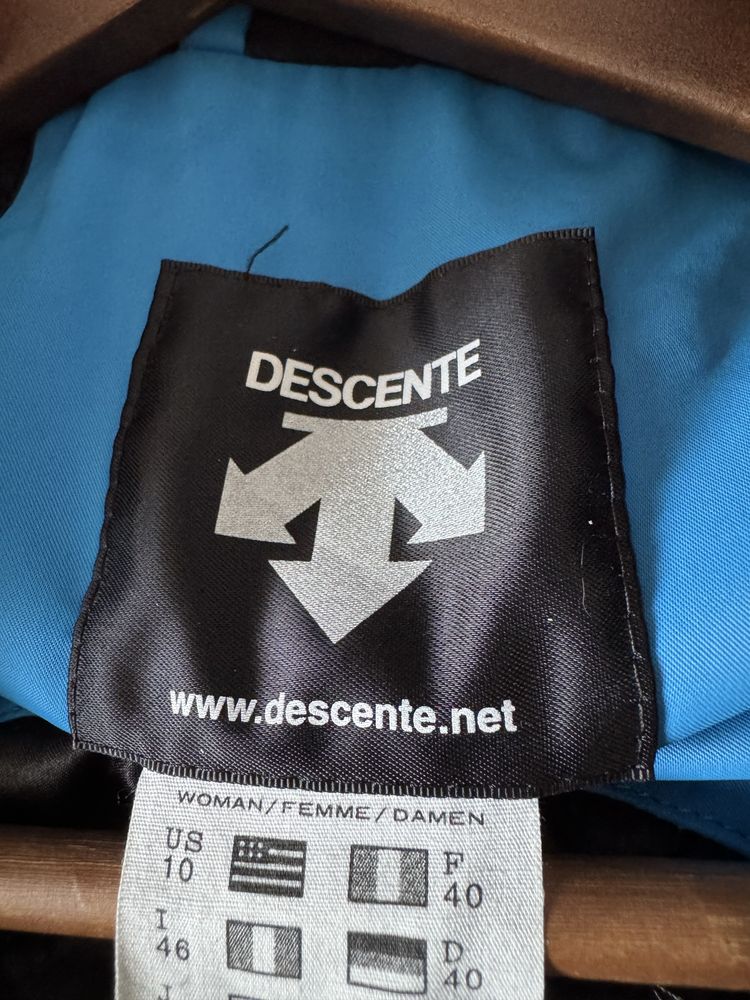 DESCENTE
www.descente.net
WOMAN/FEMME/DAMEN
US
10
F
40
I
46
D
40
J